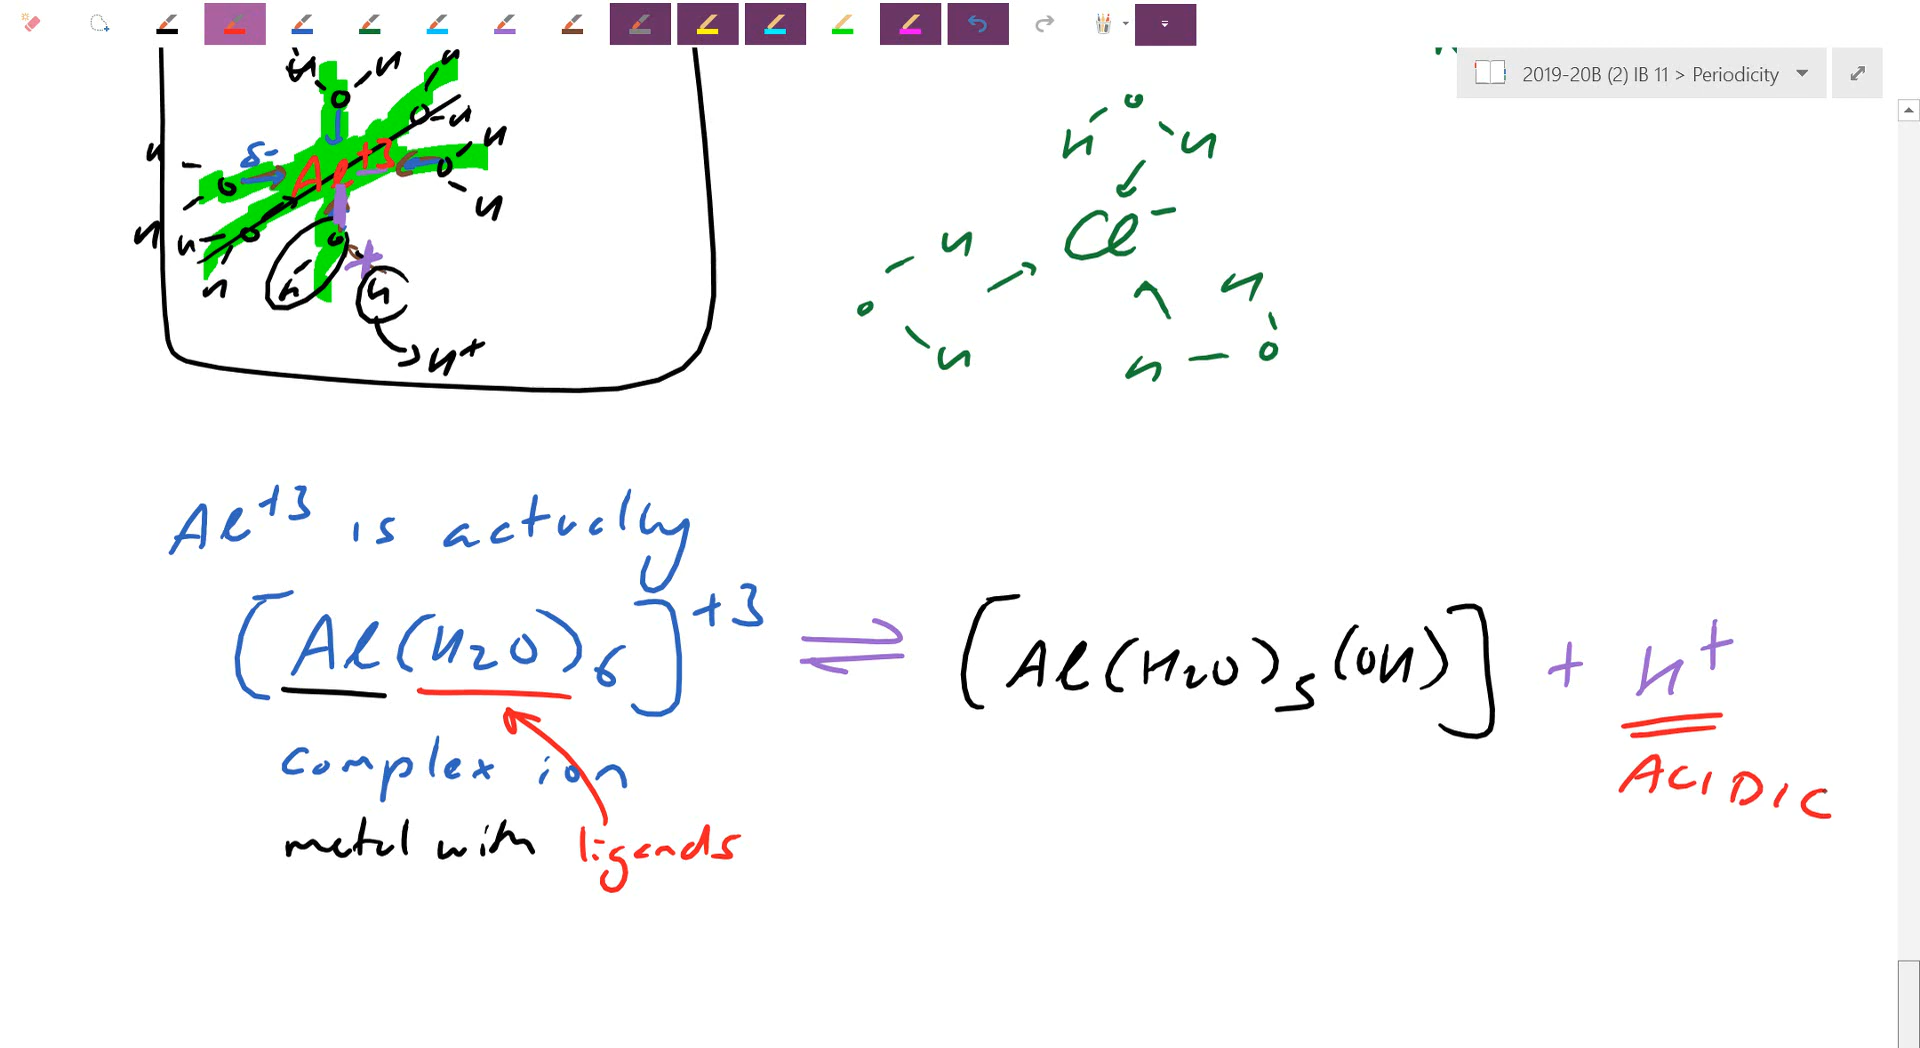 2019-20B (2) IB 11 > Periodicity
H H H
O
O-H
δ- Al +3 O H
H O H
H
H-O O
H H H
H+
O
H H
Cl-
H
O
H
H
H-O
Al+3 is actually
[Al(H2O)6]+3 ⇌ [Al(H2O)5(OH)] + H+
ACIDIC
complex ion
metal with ligands